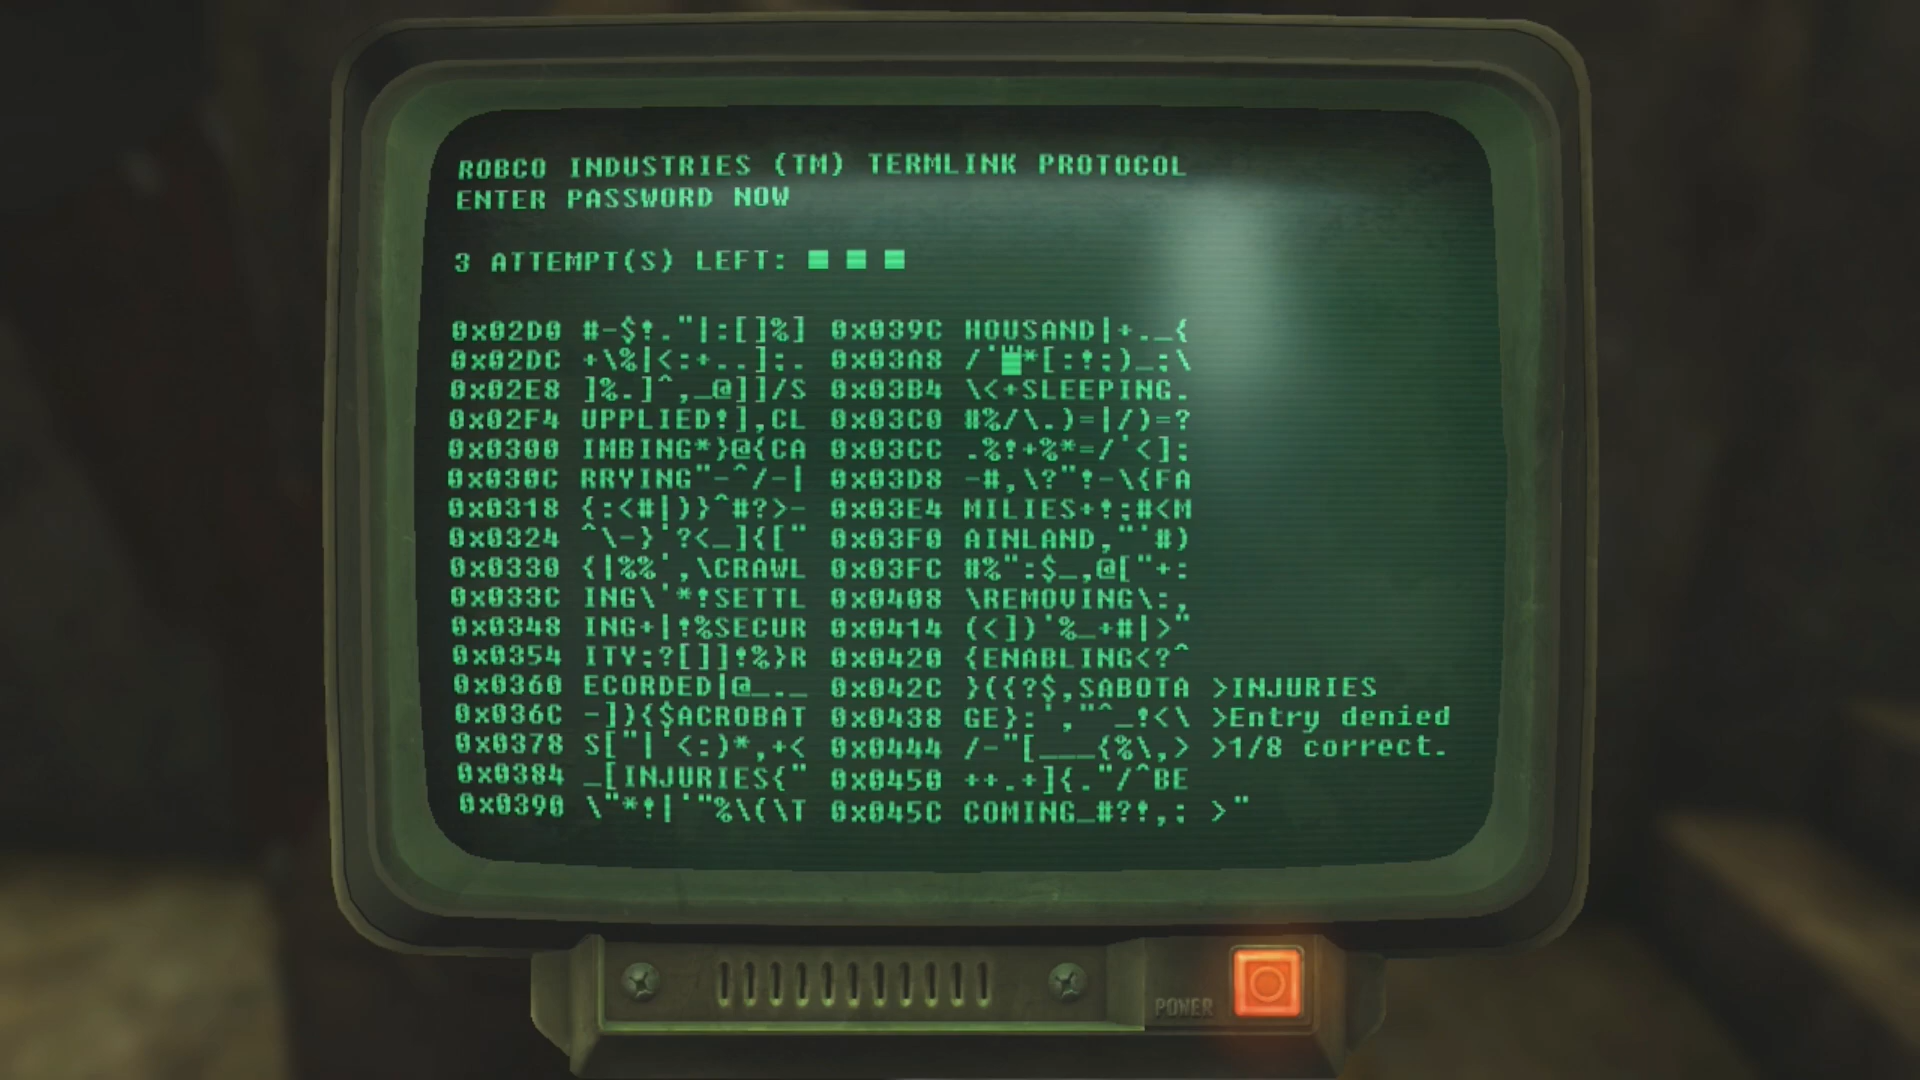 ROBCO INDUSTRIES (TM) TERMLINK PROTOCOL
ENTER PASSWORD NOW
3 ATTEMPT(S) LEFT:
0x02D0 #-$!."|:[]%] 0x039C HOUSAND|+._{
0x02DC +\%|<:+..];. 0x03A8 /'"*[:!;)_;\
0x02E8 ]%.]^,_@]]/S 0x03B4 \<+SLEEPING.
0x02F4 UPPLIED!],CL 0x03C0 #%/\.)=|/)=?
0x0300 IMBING*}@{CA 0x03CC .%!+%*=/'<]:
0x030C RRYING"-^/-| 0x03D8 -#,\?"!-\{FA
0x0318 {:<#|)}^#?>- 0x03E4 MILIES+!;#<M
0x0324 ^\-}'?<_]{[" 0x03F0 AINLAND,"'#)
0x0330 {|%%',\CRAWL 0x03FC #%":$_,@["+:
0x033C ING\'*!SETTL 0x0408 \REMOVING\:,
0x0348 ING+|!%SECUR 0x0414 (<])'%_+#|>"
0x0354 ITY;?[]]!%}R 0x0420 {ENABLING<?^
0x0360 ECORDED|@_._ 0x042C }({?$,SABOTA >INJURIES
0x036C -]){$ACROBAT 0x0438 GE}:',"^_!<\ >Entry denied
0x0378 S["|'<:)*,+< 0x0444 /-"[___{%\,> >1/8 correct.
0x0384 _[INJURIES{" 0x0450 ++.+]{."/^BE
0x0390 \"*!|'"%\(\T 0x045C COMING_#?!,: >"
POWER